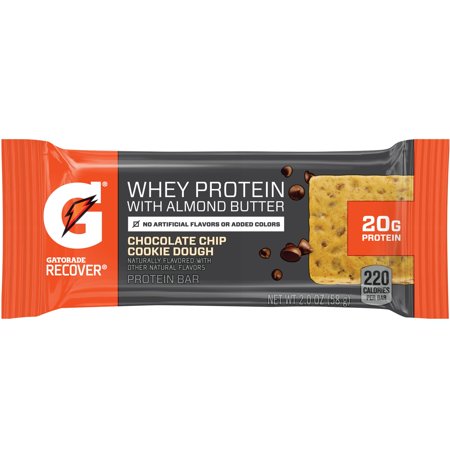 G
GATORADE
RECOVER®
WHEY PROTEIN
WITH ALMOND BUTTER
NO ARTIFICIAL FLAVORS OR ADDED COLORS
CHOCOLATE CHIP
COOKIE DOUGH
NATURALLY FLAVORED WITH
OTHER NATURAL FLAVORS
PROTEIN BAR
20G
PROTEIN
220
CALORIES
PER BAR
NET WT 2.0 OZ (58 g)